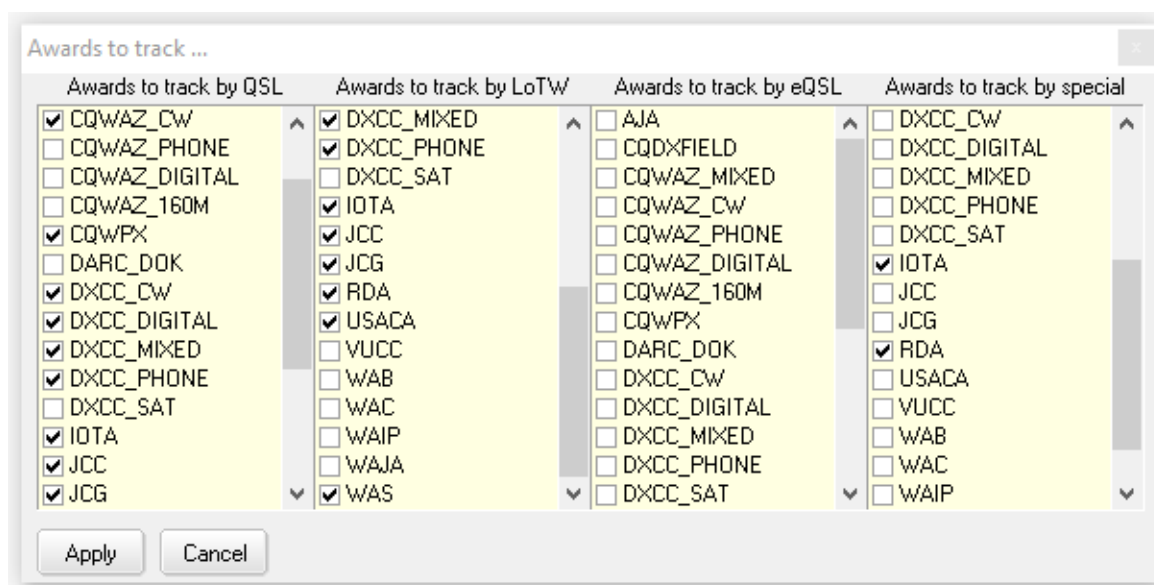 Awards to track ...
x
Awards to track by QSL
CQWAZ_CW
CQWAZ_PHONE
CQWAZ_DIGITAL
CQWAZ_160M
CQWPX
DARC_DOK
DXCC_CW
DXCC_DIGITAL
DXCC_MIXED
DXCC_PHONE
DXCC_SAT
IOTA
JCC
JCG
Awards to track by LoTW
DXCC_MIXED
DXCC_PHONE
DXCC_SAT
IOTA
JCC
JCG
RDA
USACA
VUCC
WAB
WAC
WAIP
WAJA
WAS
Awards to track by eQSL
AJA
CQDXFIELD
CQWAZ_MIXED
CQWAZ_CW
CQWAZ_PHONE
CQWAZ_DIGITAL
CQWAZ_160M
CQWPX
DARC_DOK
DXCC_CW
DXCC_DIGITAL
DXCC_MIXED
DXCC_PHONE
DXCC_SAT
Awards to track by special
DXCC_CW
DXCC_DIGITAL
DXCC_MIXED
DXCC_PHONE
DXCC_SAT
IOTA
JCC
JCG
RDA
USACA
VUCC
WAB
WAC
WAIP
Apply
Cancel